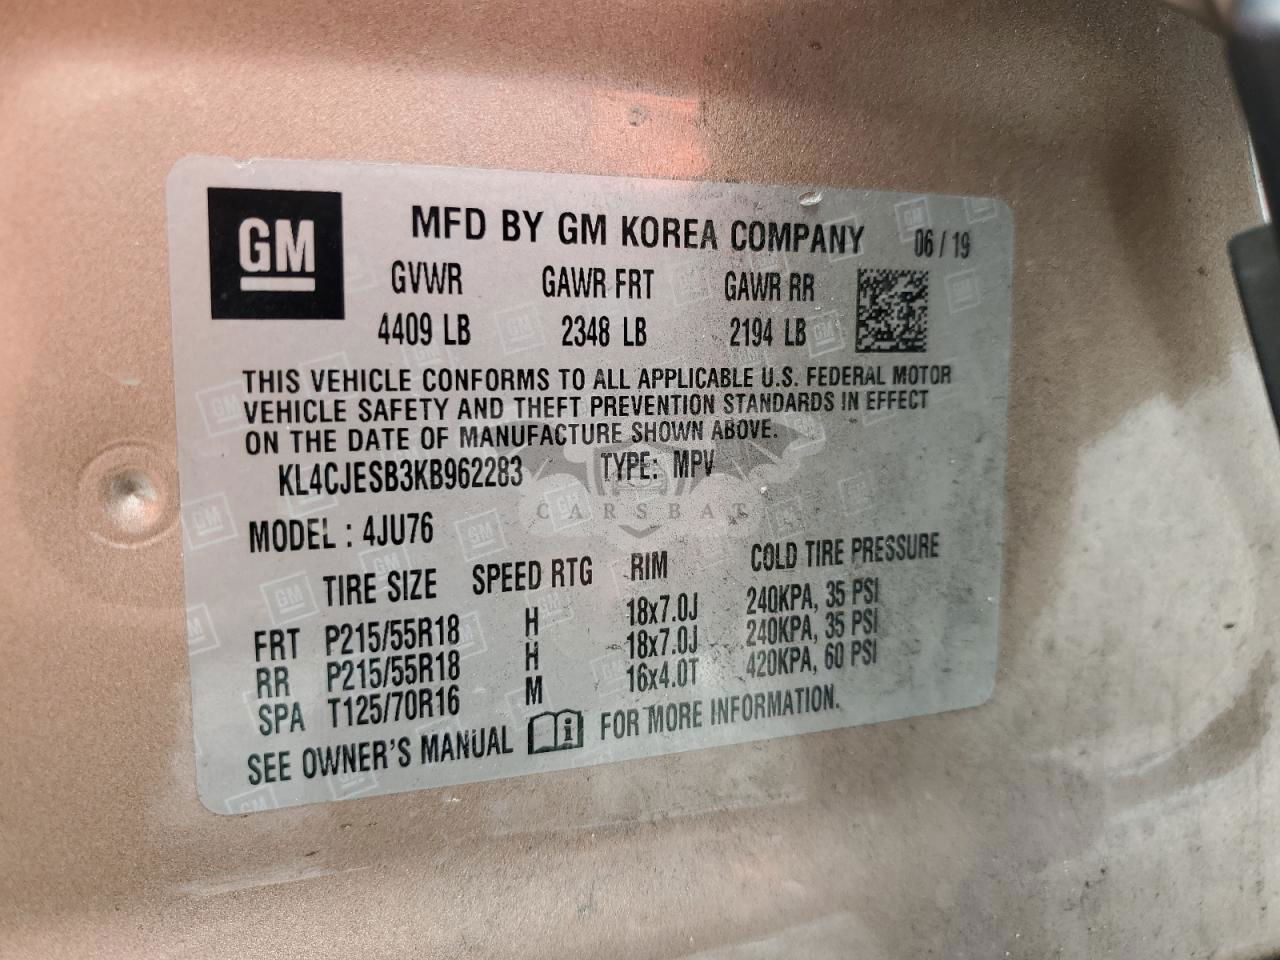 GM
MFD BY GM KOREA COMPANY 06 / 19
GVWR GAWR FRT GAWR RR
4409 LB 2348 LB 2194 LB
THIS VEHICLE CONFORMS TO ALL APPLICABLE U.S. FEDERAL MOTOR
VEHICLE SAFETY AND THEFT PREVENTION STANDARDS IN EFFECT
ON THE DATE OF MANUFACTURE SHOWN ABOVE.
KL4CJESB3KB962283 TYPE: MPV
CARSBAT
MODEL : 4JU76
TIRE SIZE SPEED RTG RIM COLD TIRE PRESSURE
FRT P215/55R18 H 18x7.0J 240KPA, 35 PSI
RR P215/55R18 H 18x7.0J 240KPA, 35 PSI
SPA T125/70R16 M 16x4.0T 420KPA, 60 PSI
SEE OWNER'S MANUAL FOR MORE INFORMATION.